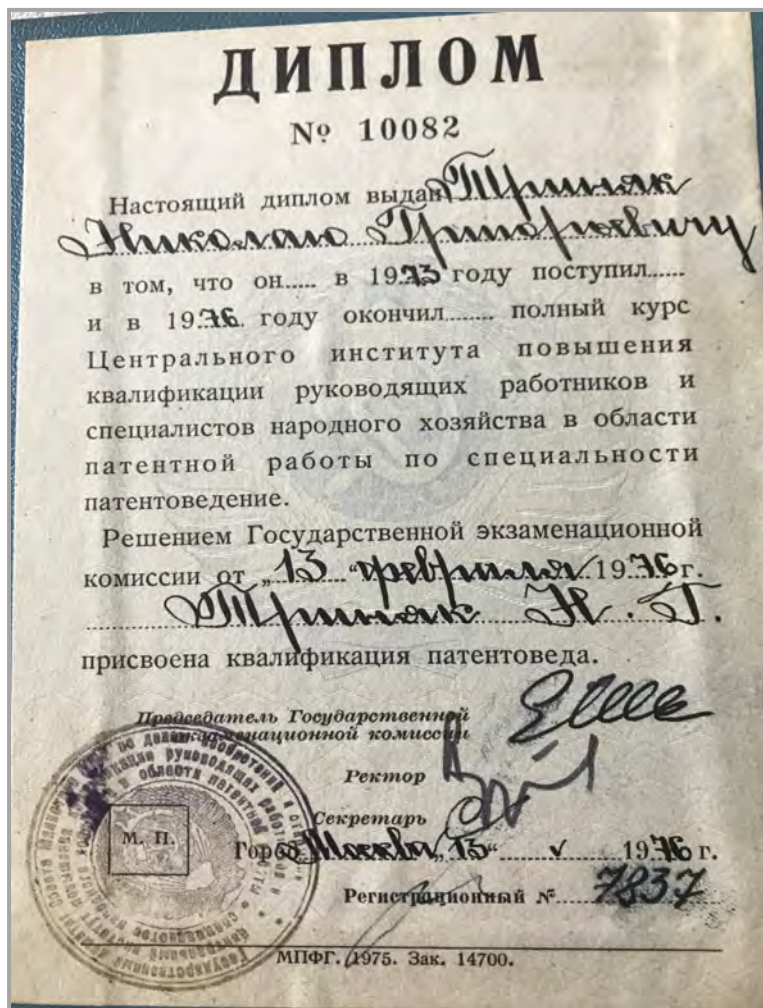 ДИПЛОМ
№ 10082
Настоящий диплом выдан Триняк
Николаю Григорьевичу
в том, что он..... в 1973 году поступил.....
и в 1976. году окончил....... полный курс
Центрального института повышения
квалификации руководящих работников и
специалистов народного хозяйства в области
патентной работы по специальности
патентоведение.
Решением Государственной экзаменационной
комиссии от „13 " февраля 1976 г.
Триняк Н. Г.
присвоена квалификация патентоведа.
Председатель Государственной
экзаменационной комиссии
Ректор
Секретарь
М. П.
Город Москва „13" V 1976 г.
Регистрационный № 7837
МПФГ. 1975. Зак. 14700.